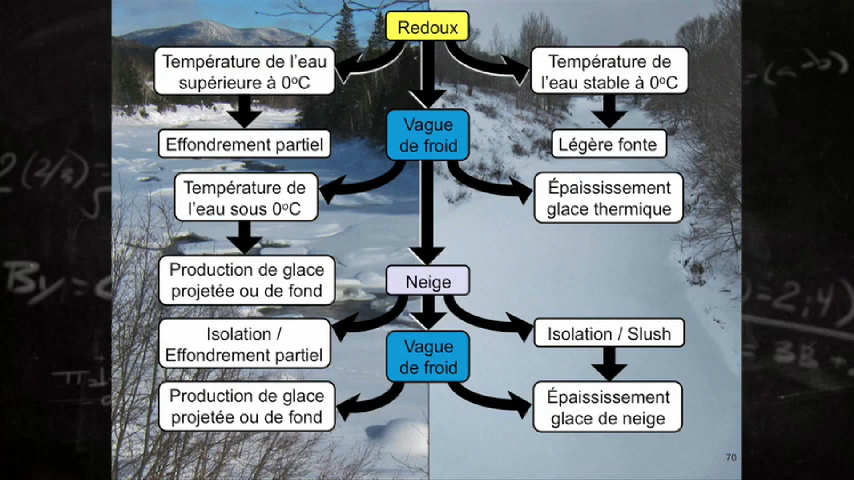 Redoux
Température de l'eau
supérieure à 0°C
Température de
l'eau stable à 0°C
Vague
de froid
Effondrement partiel
Légère fonte
Température de
l'eau sous 0°C
Épaississement
glace thermique
Production de glace
projetée ou de fond
Neige
Isolation /
Effondrement partiel
Isolation / Slush
Vague
de froid
Production de glace
projetée ou de fond
Épaississement
glace de neige
70